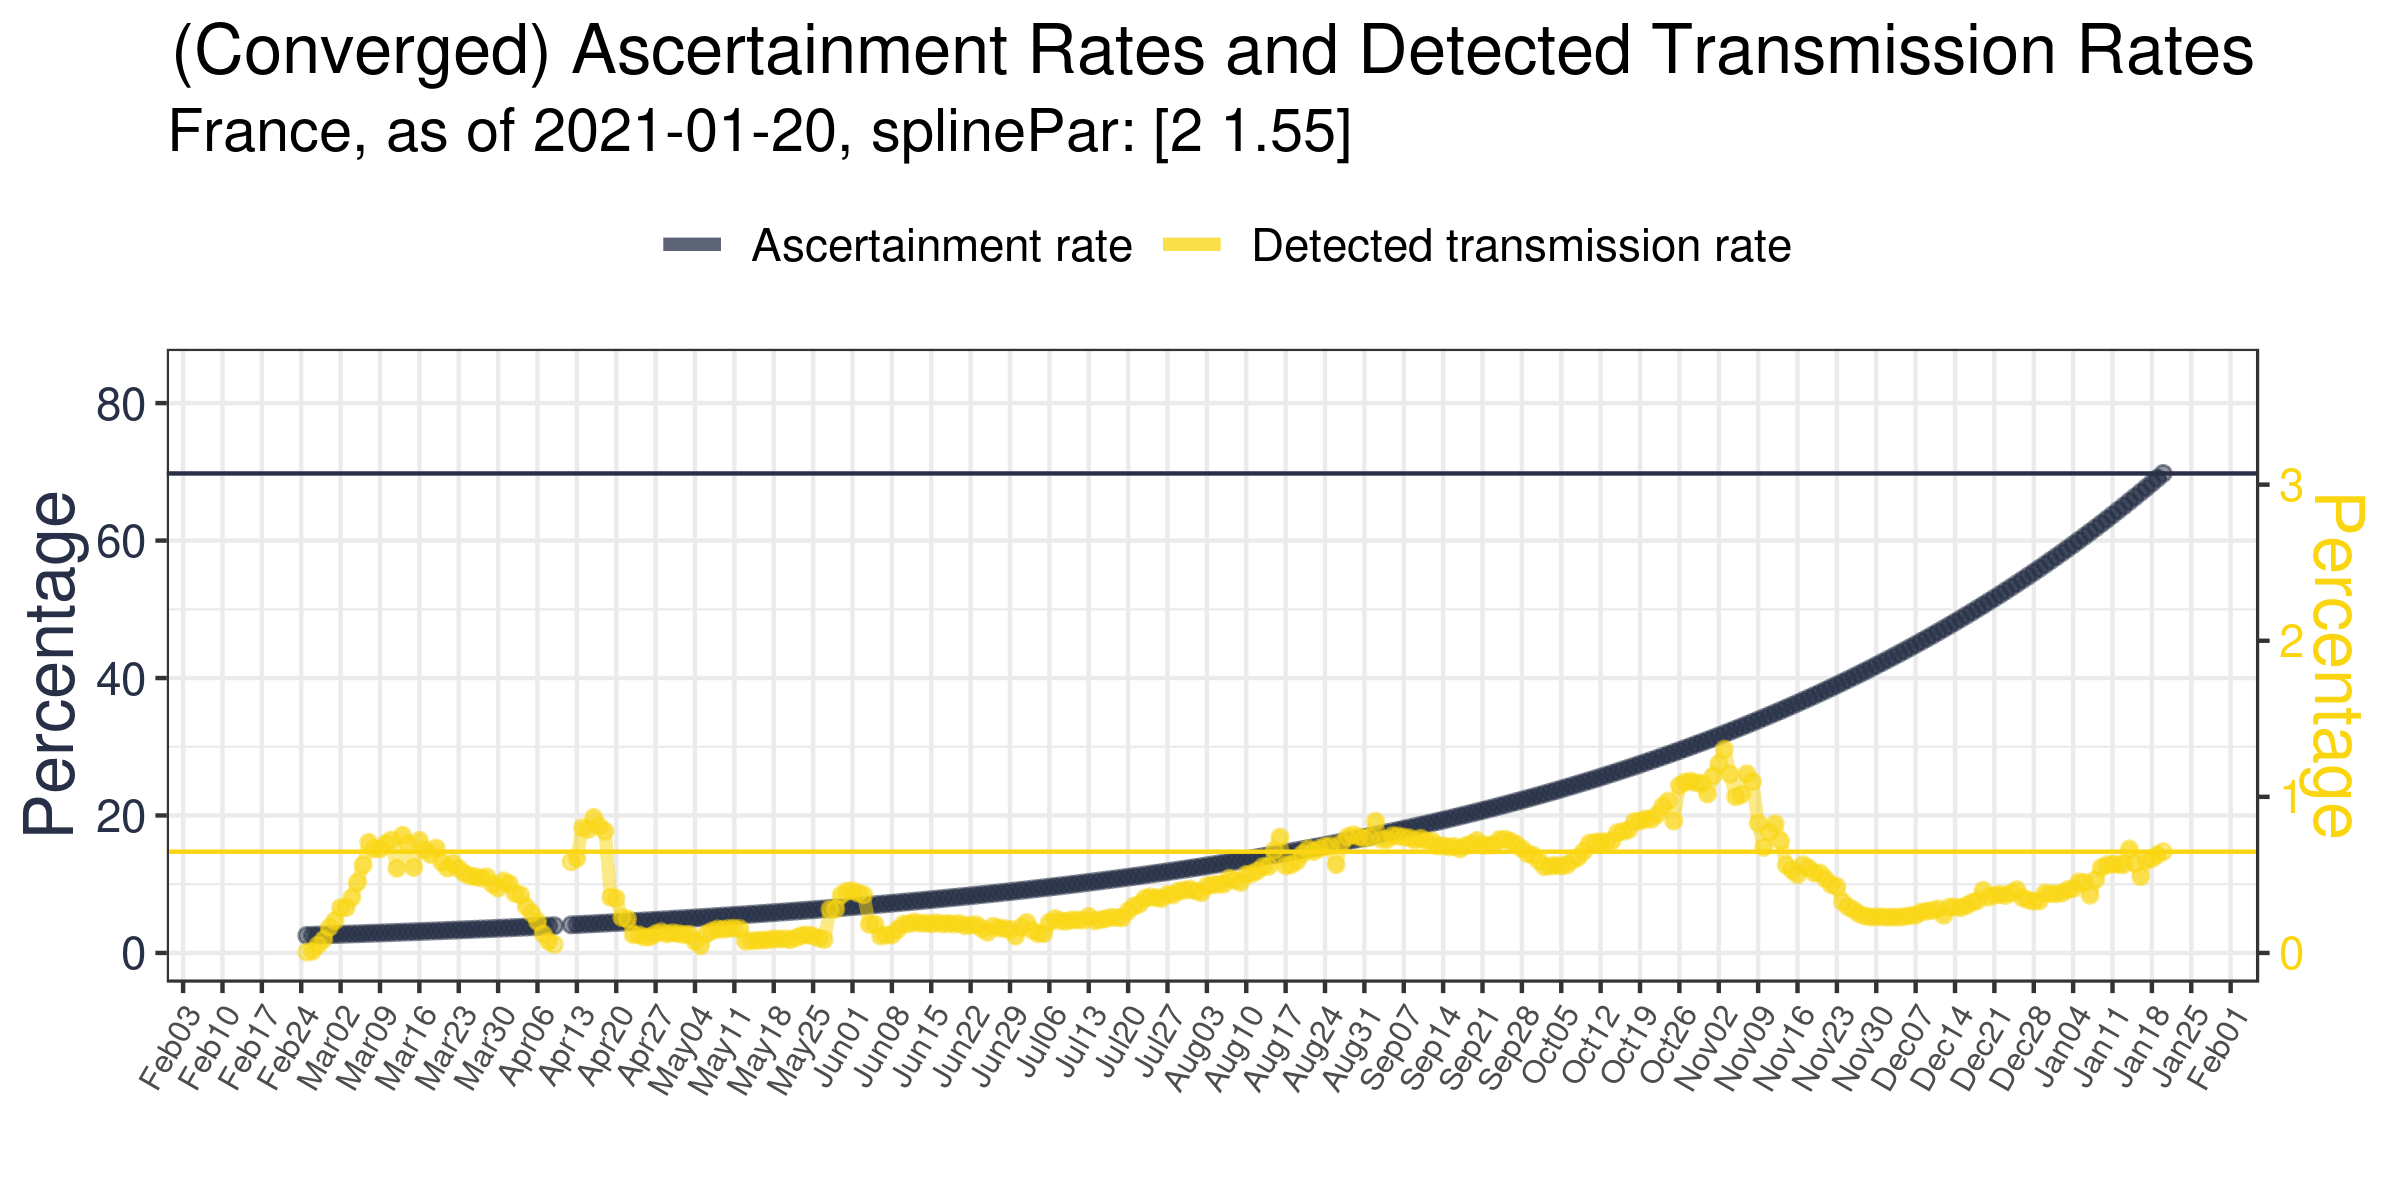 (Converged) Ascertainment Rates and Detected Transmission Rates
France, as of 2021-01-20, splinePar: [2 1.55]
Ascertainment rate Detected transmission rate
Percentage
80
60
40
20
0
3
2
1
0
Percentage
Feb03 Feb10 Feb17 Feb24 Mar02 Mar09 Mar16 Mar23 Mar30 Apr06 Apr13 Apr20 Apr27 May04 May11 May18 May25 Jun01 Jun08 Jun15 Jun22 Jun29 Jul06 Jul13 Jul20 Jul27 Aug03 Aug10 Aug17 Aug24 Aug31 Sep07 Sep14 Sep21 Sep28 Oct05 Oct12 Oct19 Oct26 Nov02 Nov09 Nov16 Nov23 Nov30 Dec07 Dec14 Dec21 Dec28 Jan04 Jan11 Jan18 Jan25 Feb01